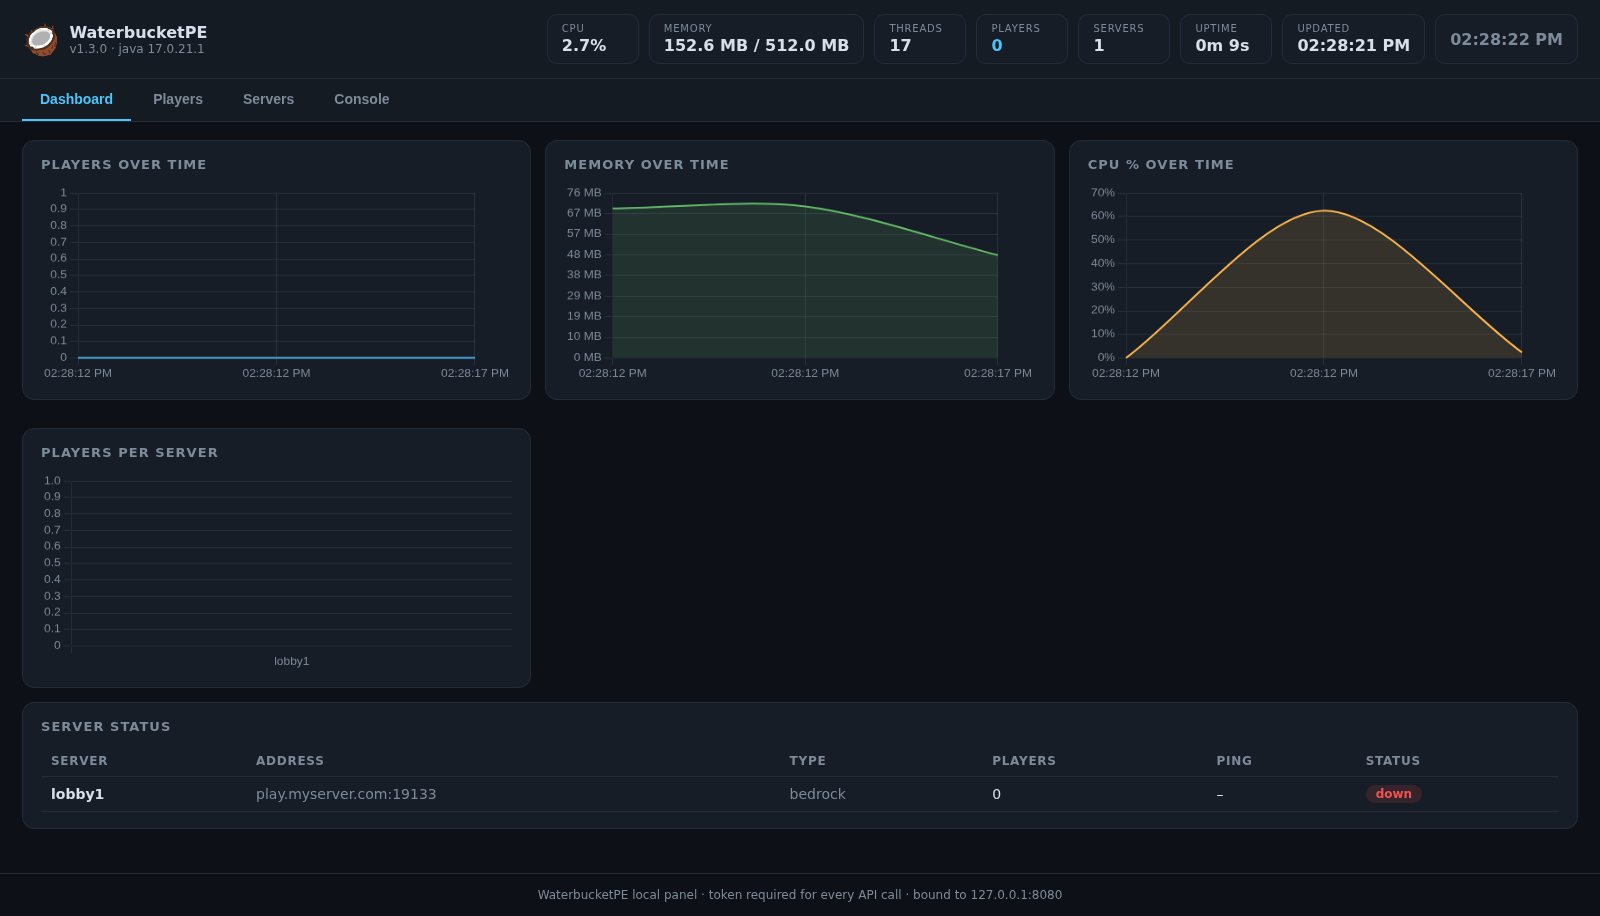 WaterbucketPE
v1.3.0 · java 17.0.21.1
CPU
2.7%
MEMORY
152.6 MB / 512.0 MB
THREADS
17
PLAYERS
0
SERVERS
1
UPTIME
0m 9s
UPDATED
02:28:21 PM
02:28:22 PM
Dashboard
Players
Servers
Console
PLAYERS OVER TIME
1
0.9
0.8
0.7
0.6
0.5
0.4
0.3
0.2
0.1
0
02:28:12 PM
02:28:12 PM
02:28:17 PM
MEMORY OVER TIME
76 MB
67 MB
57 MB
48 MB
38 MB
29 MB
19 MB
10 MB
0 MB
02:28:12 PM
02:28:12 PM
02:28:17 PM
CPU % OVER TIME
70%
60%
50%
40%
30%
20%
10%
0%
02:28:12 PM
02:28:12 PM
02:28:17 PM
PLAYERS PER SERVER
1.0
0.9
0.8
0.7
0.6
0.5
0.4
0.3
0.2
0.1
0
lobby1
SERVER STATUS
SERVER ADDRESS TYPE PLAYERS PING STATUS
lobby1 play.myserver.com:19133 bedrock 0 – down
WaterbucketPE local panel · token required for every API call · bound to 127.0.0.1:8080